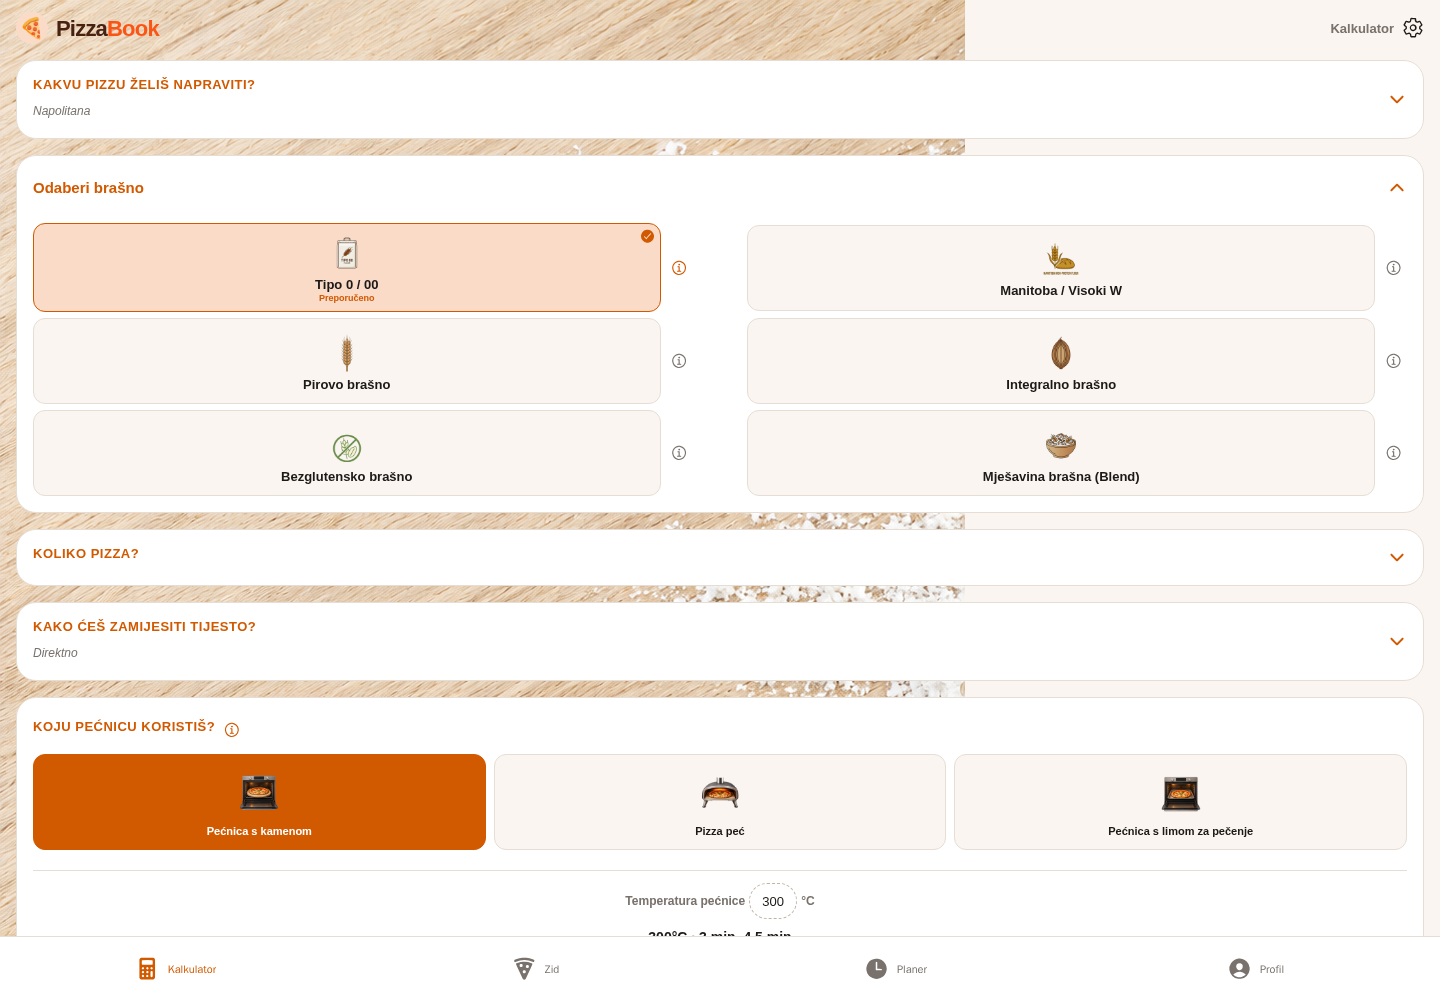 PizzaBook
Kalkulator
KAKVU PIZZU ŽELIŠ NAPRAVITI?
Napolitana
Odaberi brašno
Tipo 0 / 00
Preporučeno
Manitoba / Visoki W
Pirovo brašno
Integralno brašno
Bezglutensko brašno
Mješavina brašna (Blend)
KOLIKO PIZZA?
KAKO ĆEŠ ZAMIJESITI TIJESTO?
Direktno
KOJU PEĆNICU KORISTIŠ?
Pećnica s kamenom
Pizza peć
Pećnica s limom za pečenje
Temperatura pećnice 300 °C
Kalkulator
Zid
Planer
Profil